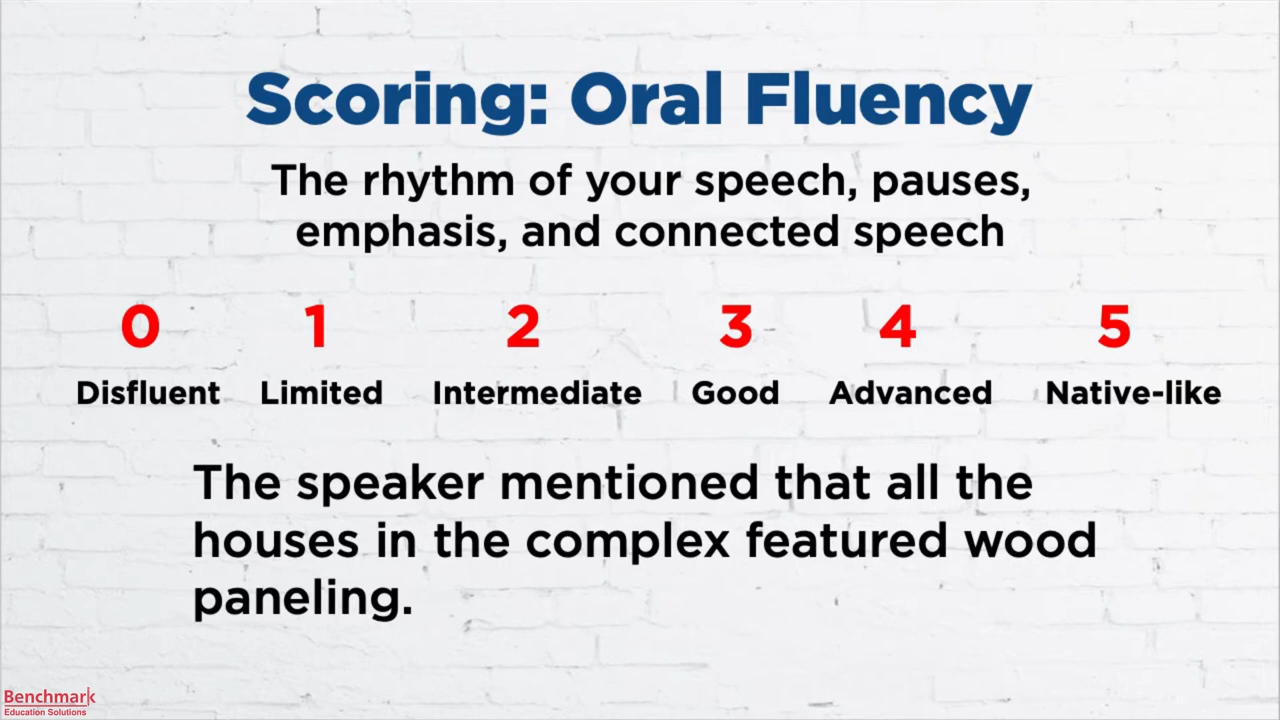 Scoring: Oral Fluency
The rhythm of your speech, pauses,
emphasis, and connected speech
0 1 2 3 4 5
Disfluent Limited Intermediate Good Advanced Native-like
The speaker mentioned that all the
houses in the complex featured wood
paneling.
Benchmark
Education Solutions